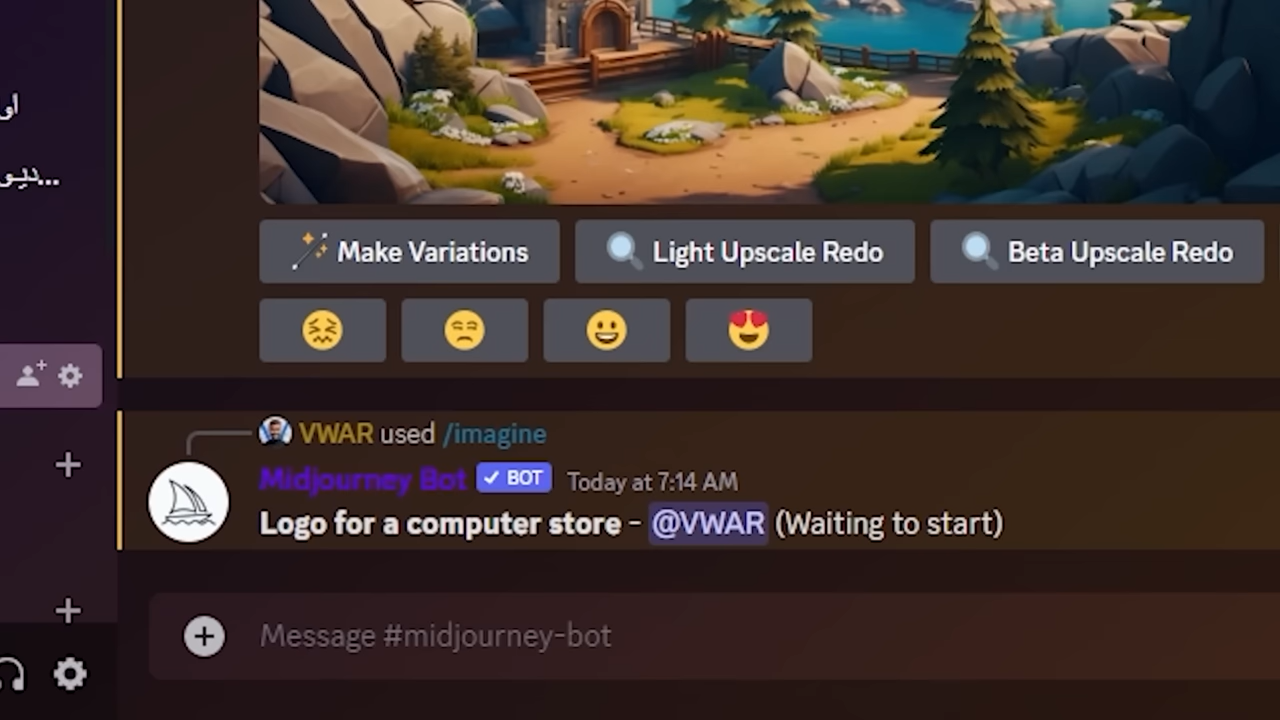 او
Make Variations
Light Upscale Redo
Beta Upscale Redo
VWAR used /imagine
Midjourney Bot BOT Today at 7:14 AM
Logo for a computer store - @VWAR (Waiting to start)
Message #midjourney-bot